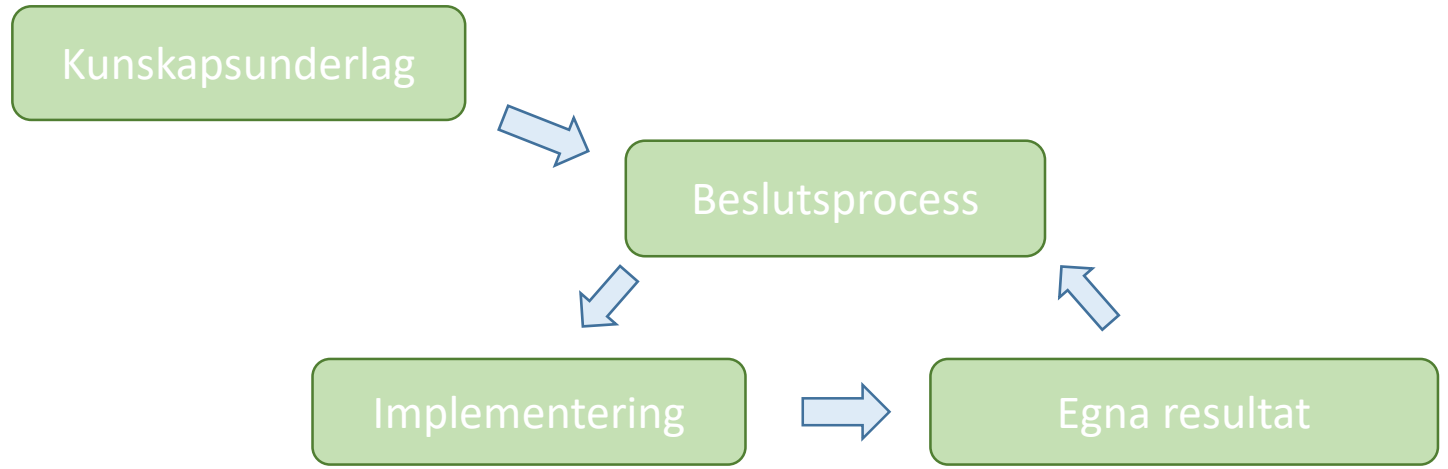 Kunskapsunderlag
Beslutsprocess
Implementering
Egna resultat